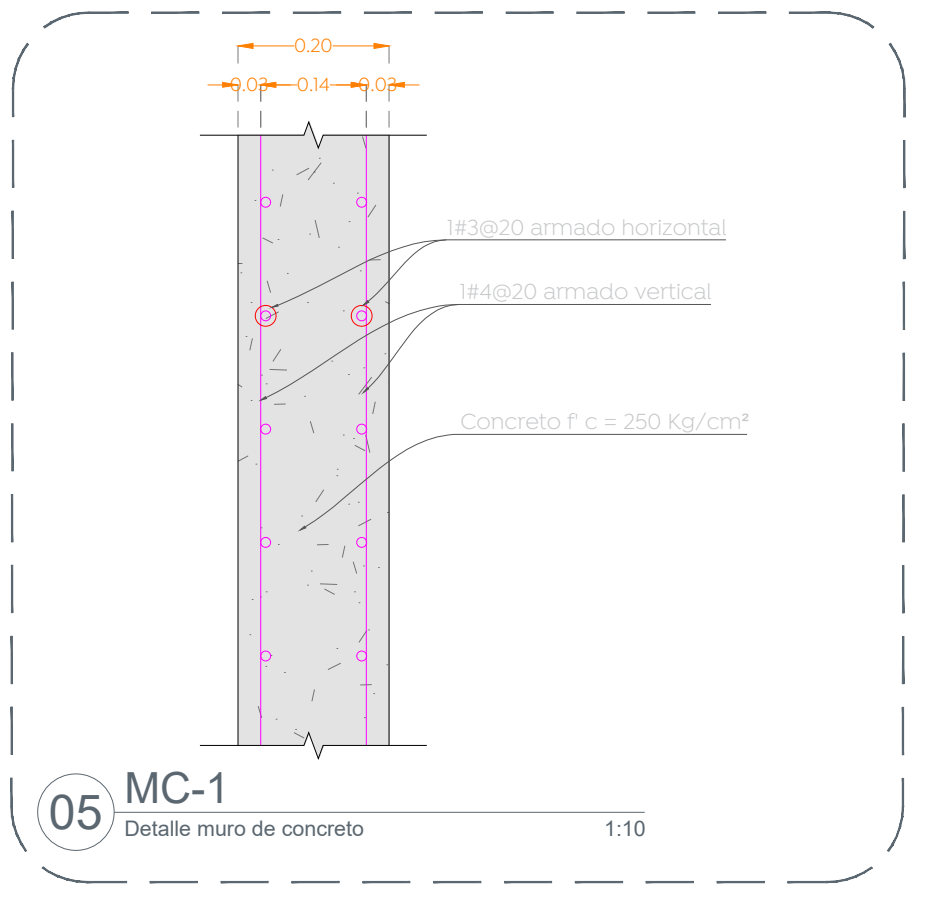 0.20
0.03 0.14 0.03
1#3@20 armado horizontal
1#4@20 armado vertical
Concreto f' c = 250 Kg/cm²
05 MC-1
Detalle muro de concreto 1:10